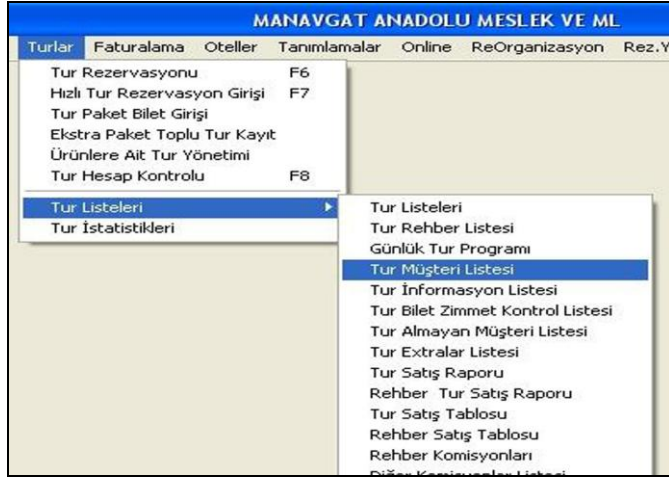 MANAVGAT ANADOLU MESLEK VE ML
Turlar Faturalama Oteller Tanımlamalar Online ReOrganizasyon Rez.Y
Tur Rezervasyonu F6
Hızlı Tur Rezervasyon Girişi F7
Tur Paket Bilet Girişi
Ekstra Paket Toplu Tur Kayıt
Ürünlere Ait Tur Yönetimi
Tur Hesap Kontrolu F8
Tur Listeleri
Tur İstatistikleri
Tur Listeleri
Tur Rehber Listesi
Günlük Tur Programı
Tur Müşteri Listesi
Tur İnformasyon Listesi
Tur Bilet Zimmet Kontrol Listesi
Tur Almayan Müşteri Listesi
Tur Extralar Listesi
Tur Satış Raporu
Rehber Tur Satış Raporu
Tur Satış Tablosu
Rehber Satış Tablosu
Rehber Komisyonları
Diğer Komisyonlar Listesi